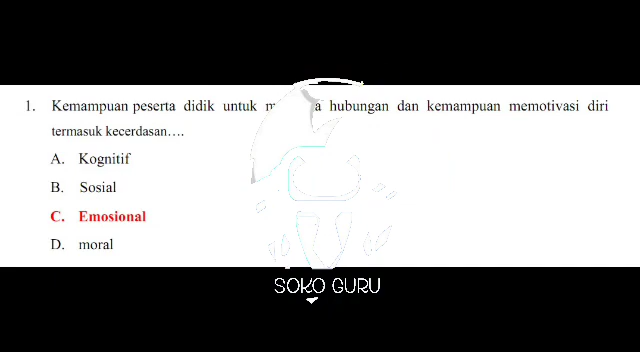 1. Kemampuan peserta didik untuk hubungan dan kemampuan memotivasi diri
termasuk kecerdasan….
A. Kognitif
B. Sosial
C. Emosional
D. moral
SOKO GURU